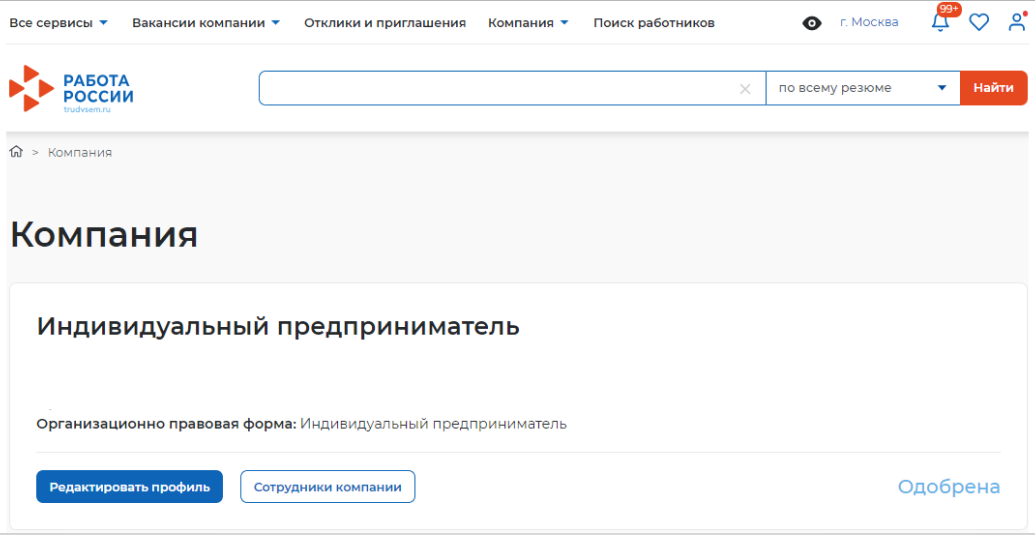 Все сервисы Вакансии компании Отклики и приглашения Компания Поиск работников г. Москва 99+
РАБОТА
РОССИИ
trudvsem.ru
по всему резюме Найти
> Компания
Компания
Индивидуальный предприниматель
Организационно правовая форма: Индивидуальный предприниматель
Редактировать профиль Сотрудники компании Одобрена